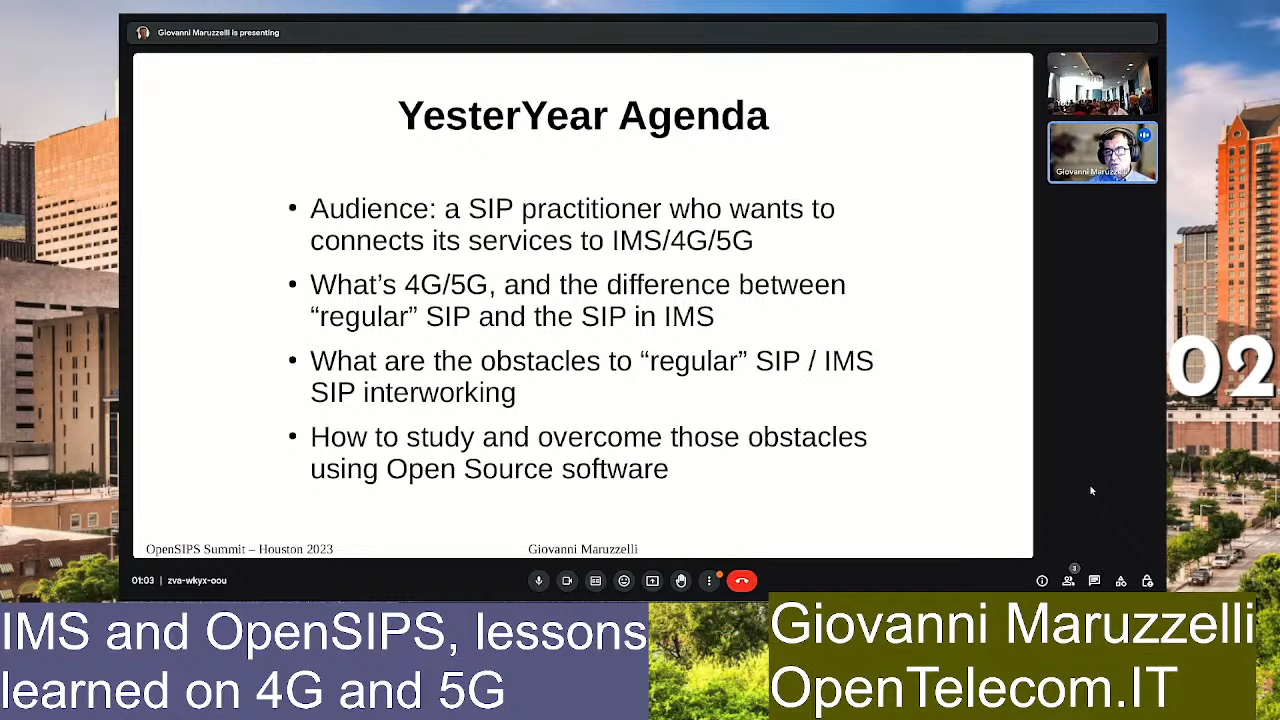 Giovanni Maruzzelli is presenting
YesterYear Agenda
• Audience: a SIP practitioner who wants to
connects its services to IMS/4G/5G
• What’s 4G/5G, and the difference between
“regular” SIP and the SIP in IMS
• What are the obstacles to “regular” SIP / IMS
SIP interworking
• How to study and overcome those obstacles
using Open Source software
OpenSIPS Summit – Houston 2023
Giovanni Maruzzelli
01:03 | zva-wkyx-oou
3
02
IMS and OpenSIPS, lessons
learned on 4G and 5G
Giovanni Maruzzelli
OpenTelecom.IT